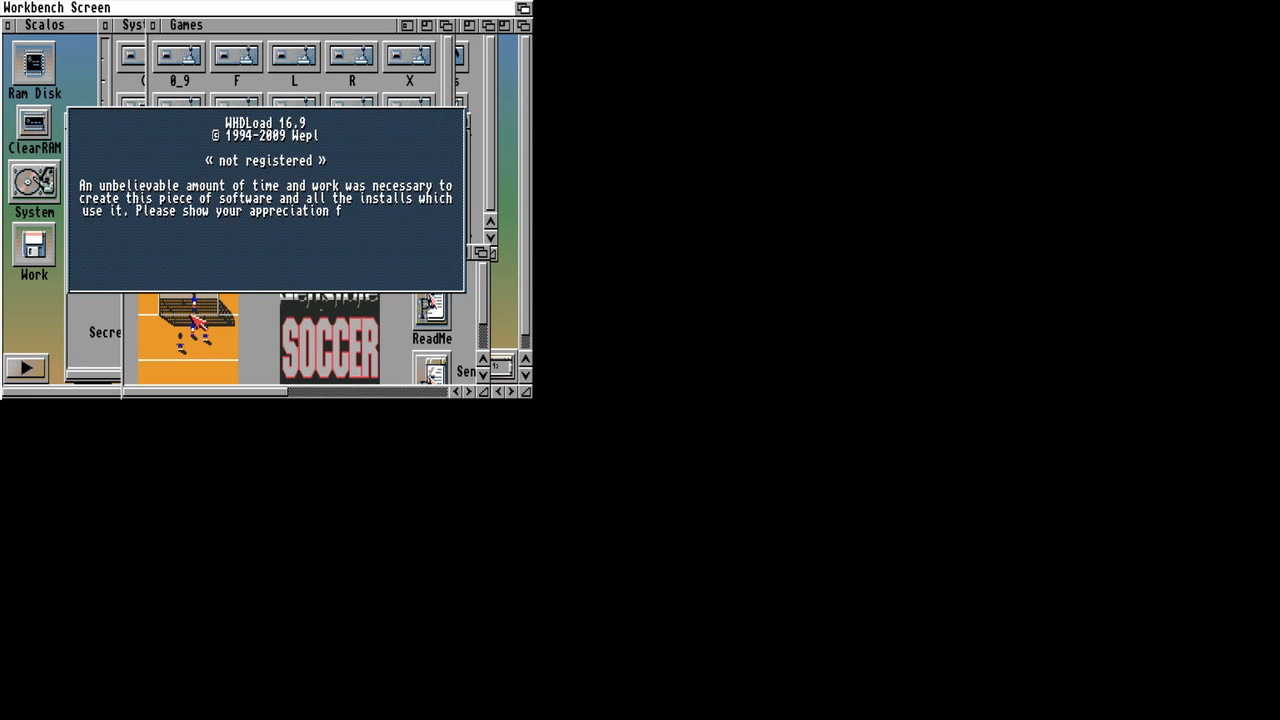 Workbench Screen
Scalos
Sys
Games
0_9
F
L
R
X
s
Ram Disk
ClearRAM
System
Work
WHDLoad 16.9
© 1994-2009 Wepl
« not registered »
An unbelievable amount of time and work was necessary to
create this piece of software and all the installs which
use it. Please show your appreciation f
Secre
SOCCER
ReadMe
Sen